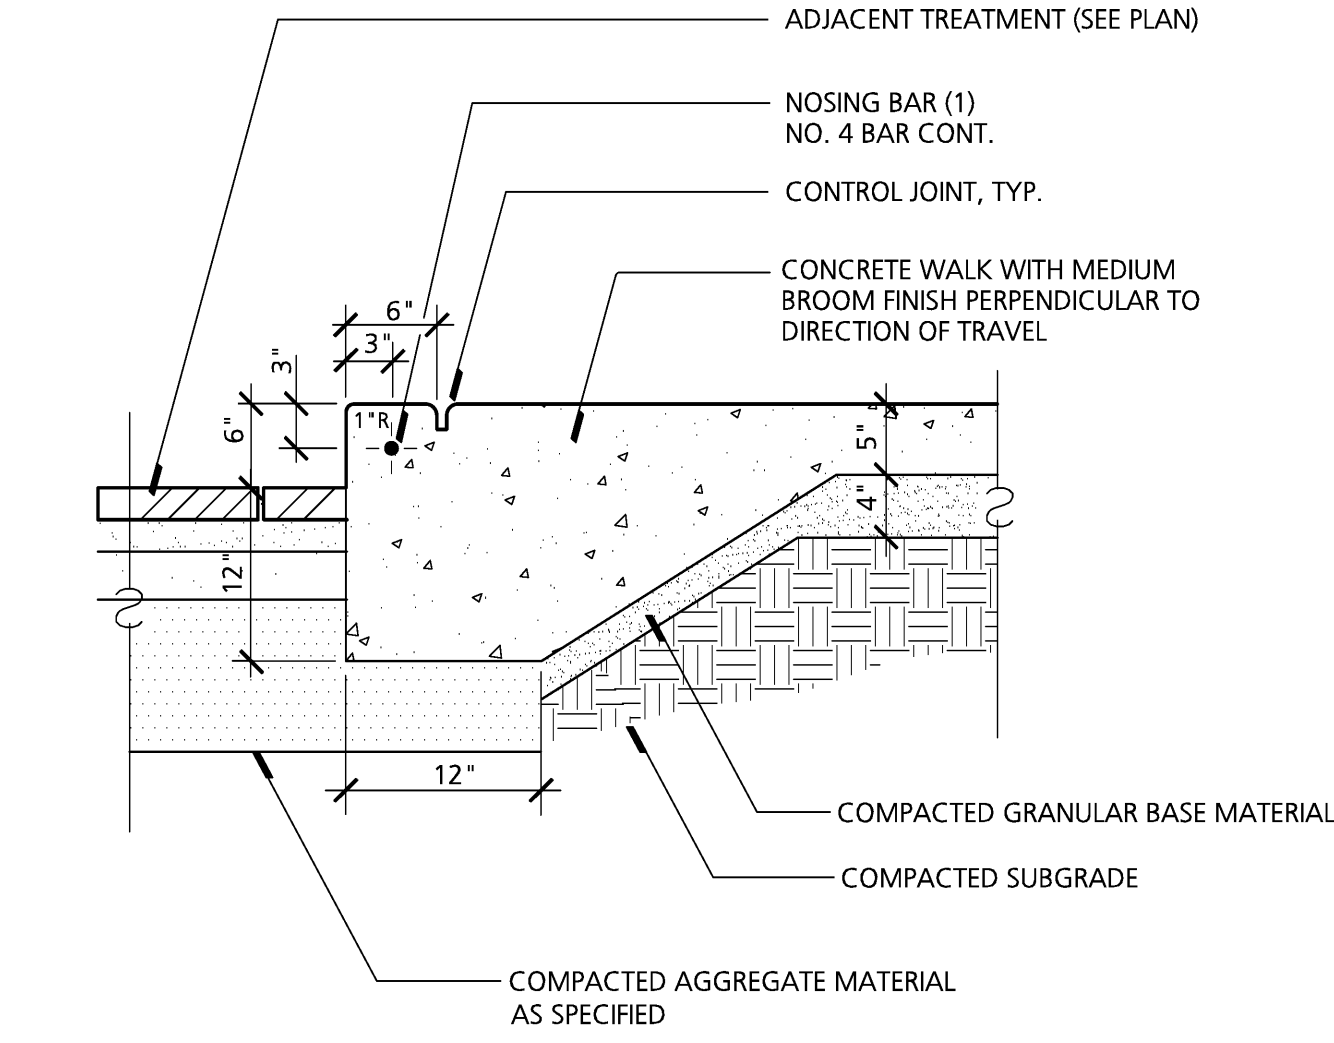 ADJACENT TREATMENT (SEE PLAN)
NOSING BAR (1)
NO. 4 BAR CONT.
CONTROL JOINT, TYP.
CONCRETE WALK WITH MEDIUM
BROOM FINISH PERPENDICULAR TO
DIRECTION OF TRAVEL
6"
3"
3"
1"R
6"
5"
4"
12"
12"
COMPACTED GRANULAR BASE MATERIAL
COMPACTED SUBGRADE
COMPACTED AGGREGATE MATERIAL
AS SPECIFIED